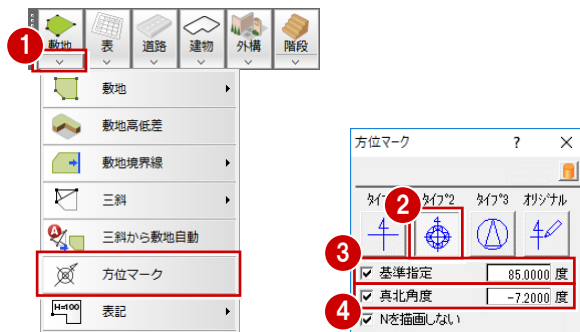 敷地 表 道路 建物 外構 階段
1
敷地
敷地高低差
敷地境界線
三斜
三斜から敷地自動
方位マーク
H=100 表記
方位マーク ? ×
タイプ2 タイプ3 オリジナル
2
3
基準指定 85.0000 度
4
真北角度 -7.2000 度
Nを描画しない